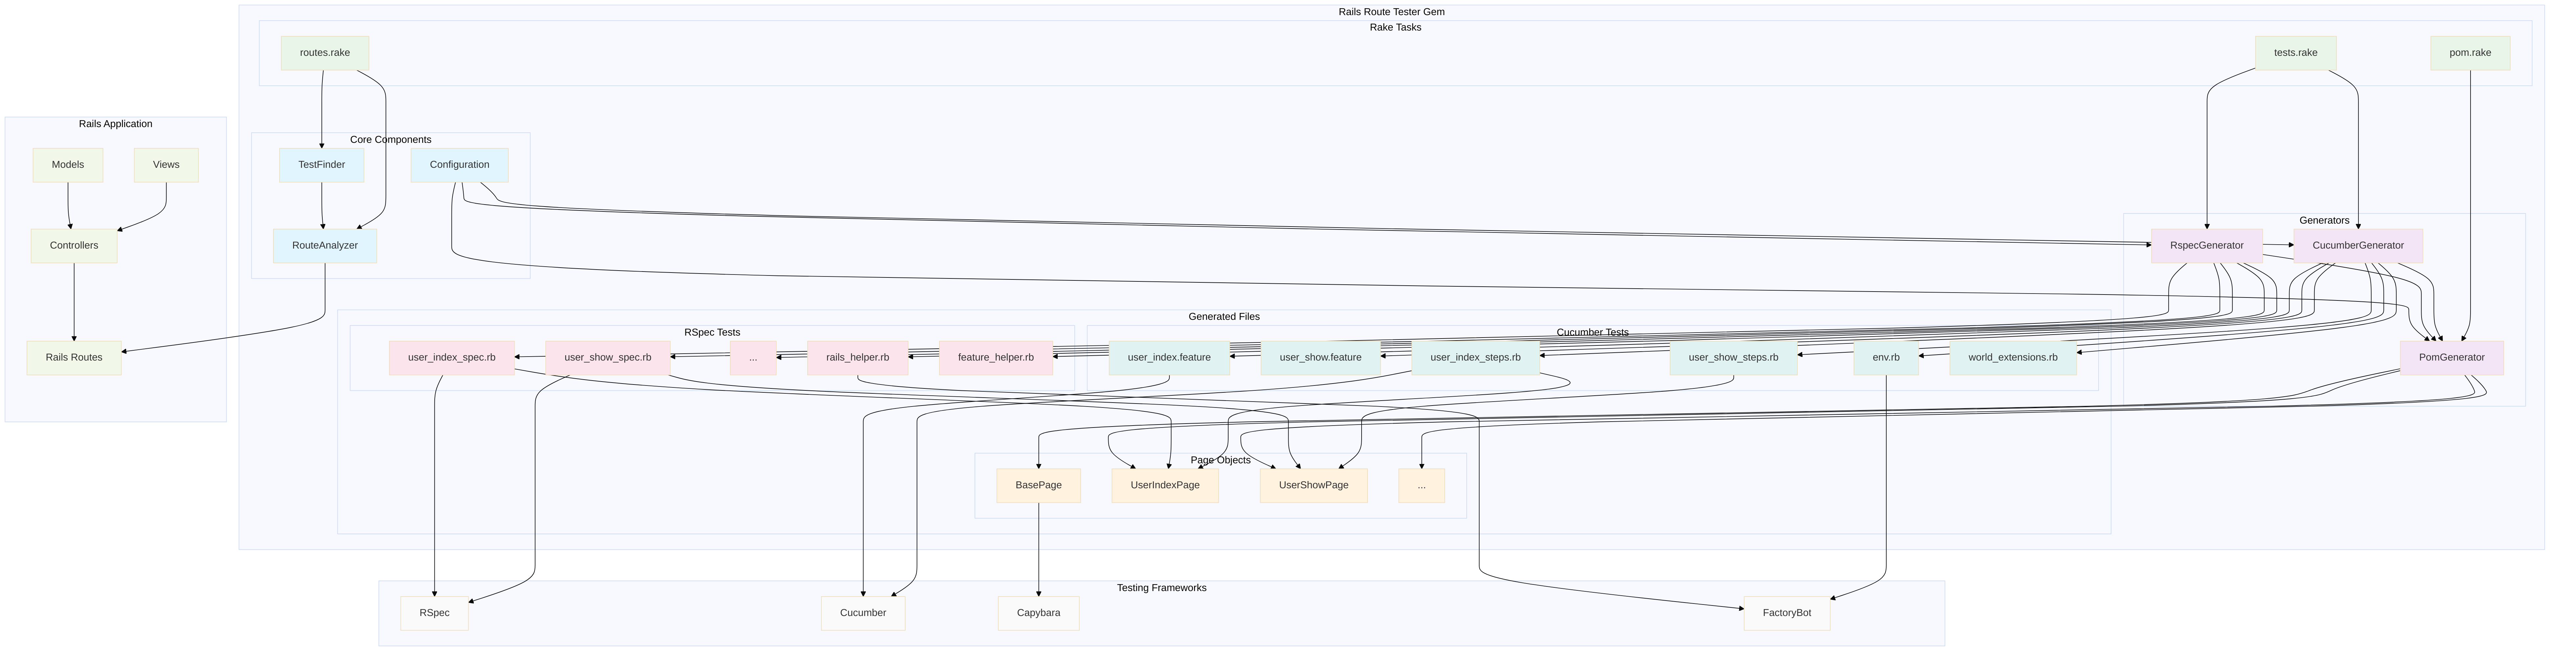 Rails Route Tester Gem
Rake Tasks
routes.rake
tests.rake
pom.rake
Rails Application
Models
Views
Controllers
Rails Routes
Core Components
TestFinder
Configuration
RouteAnalyzer
Generators
RspecGenerator
CucumberGenerator
PomGenerator
Generated Files
RSpec Tests
user_index_spec.rb
user_show_spec.rb
...
rails_helper.rb
feature_helper.rb
Cucumber Tests
user_index.feature
user_show.feature
user_index_steps.rb
user_show_steps.rb
env.rb
world_extensions.rb
Page Objects
BasePage
UserIndexPage
UserShowPage
...
Testing Frameworks
RSpec
Cucumber
Capybara
FactoryBot